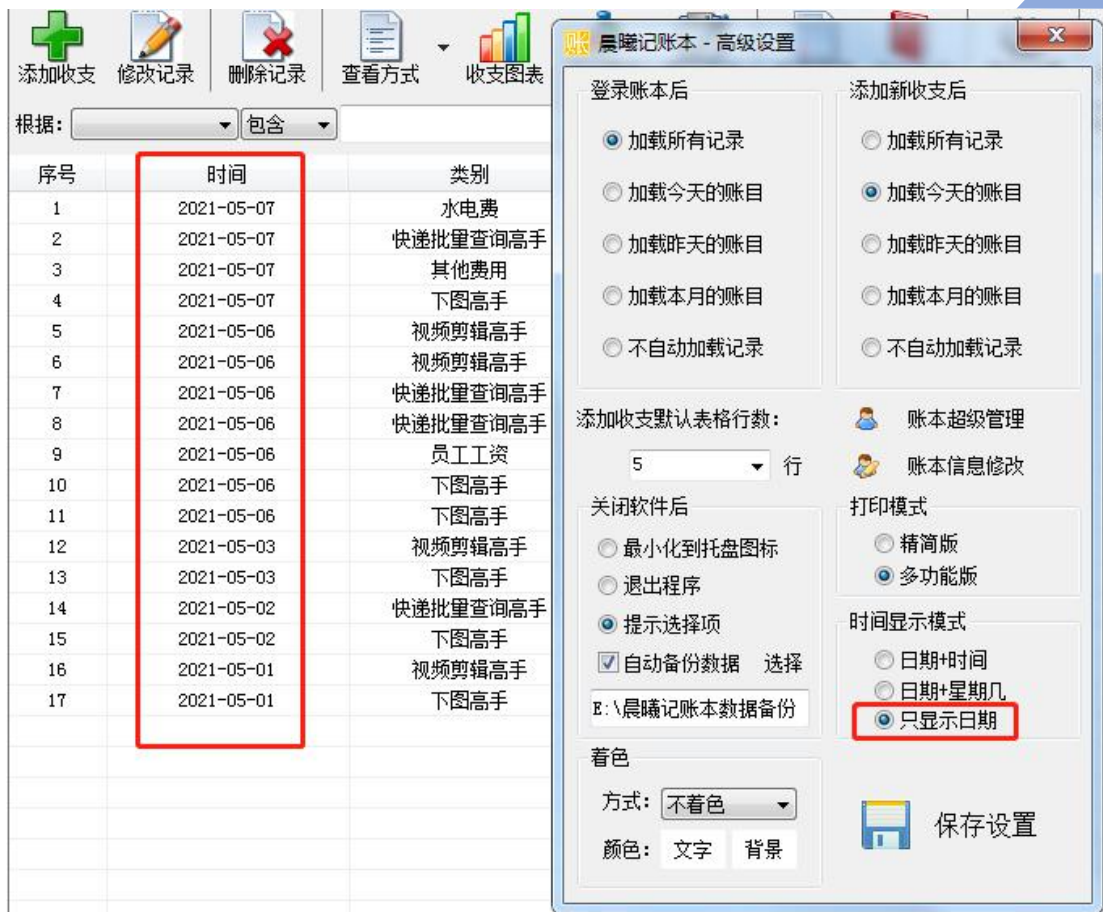 添加收支 修改记录 删除记录 查看方式 收支图表
根据: 包含
序号 时间 类别
1 2021-05-07 水电费
2 2021-05-07 快递批量查询高手
3 2021-05-07 其他费用
4 2021-05-07 下图高手
5 2021-05-06 视频剪辑高手
6 2021-05-06 视频剪辑高手
7 2021-05-06 快递批量查询高手
8 2021-05-06 快递批量查询高手
9 2021-05-06 员工工资
10 2021-05-06 下图高手
11 2021-05-06 下图高手
12 2021-05-03 视频剪辑高手
13 2021-05-03 下图高手
14 2021-05-02 快递批量查询高手
15 2021-05-02 下图高手
16 2021-05-01 视频剪辑高手
17 2021-05-01 下图高手
账 晨曦记账本 - 高级设置
登录账本后
加载所有记录
加载今天的账目
加载昨天的账目
加载本月的账目
不自动加载记录
添加新收支后
加载所有记录
加载今天的账目
加载昨天的账目
加载本月的账目
不自动加载记录
添加收支默认表格行数:
5 行
账本超级管理
账本信息修改
关闭软件后
最小化到托盘图标
退出程序
提示选择项
自动备份数据 选择
E:\晨曦记账本数据备份
打印模式
精简版
多功能版
时间显示模式
日期+时间
日期+星期几
只显示日期
着色
方式: 不着色
颜色: 文字 背景
保存设置